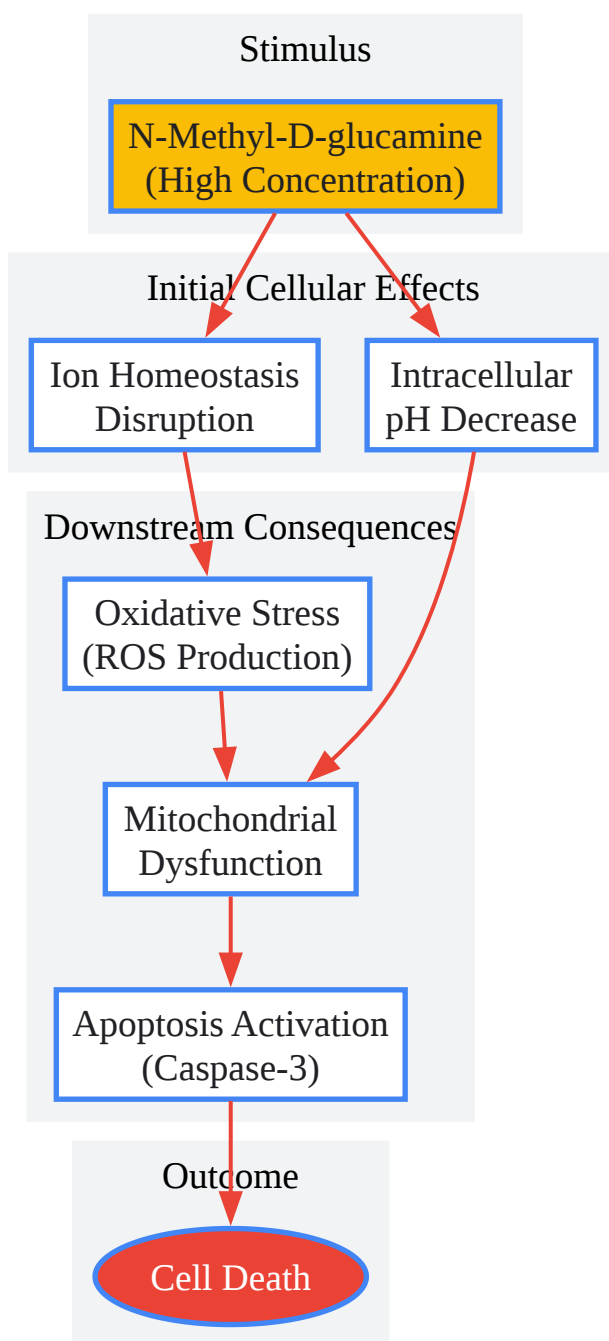 Stimulus
N-Methyl-D-glucamine
(High Concentration)
Initial Cellular Effects
Ion Homeostasis
Disruption
Intracellular
pH Decrease
Downstream Consequences
Oxidative Stress
(ROS Production)
Mitochondrial
Dysfunction
Apoptosis Activation
(Caspase-3)
Outcome
Cell Death